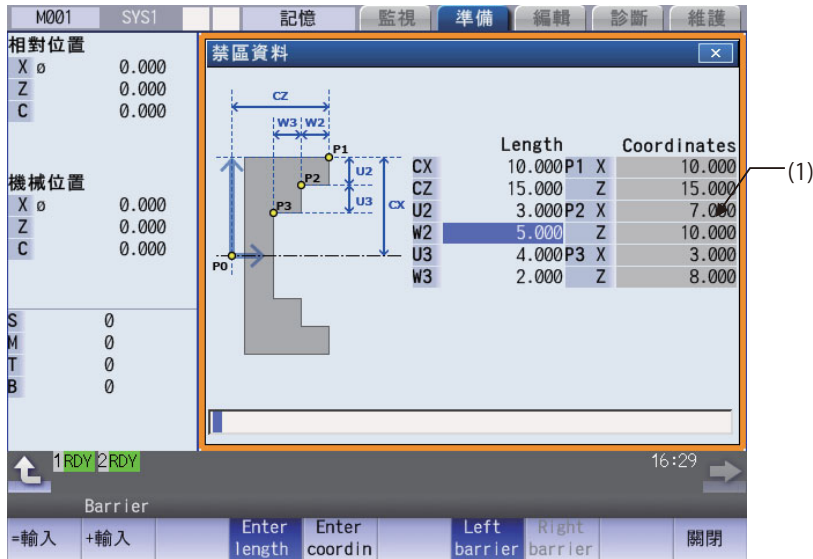 M001 SYS1 記憶 監視 準備 編輯 診斷 維護
相對位置
X ø 0.000
Z 0.000
C 0.000
機械位置
X ø 0.000
Z 0.000
C 0.000
S 0
M 0
T 0
B 0
禁區資料
CZ
W3 W2
P1
U2
P2
U3
CX
P3
P0
Length Coordinates
CX 10.000 P1 X 10.000
CZ 15.000 Z 15.000
U2 3.000 P2 X 7.000
W2 5.000 Z 10.000
U3 4.000 P3 X 3.000
W3 2.000 Z 8.000
(1)
1 RDY 2 RDY 16:29
Barrier
=輸入 +輸入 Enter length Enter coordin Left barrier Right barrier 關閉